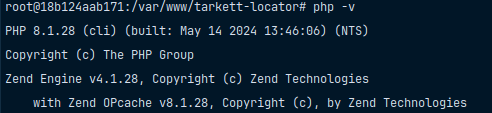 root@18b124aab171:/var/www/tarkett-locator# php -v
PHP 8.1.28 (cli) (built: May 14 2024 13:46:06) (NTS)
Copyright (c) The PHP Group
Zend Engine v4.1.28, Copyright (c) Zend Technologies
    with Zend OPcache v8.1.28, Copyright (c), by Zend Technologies